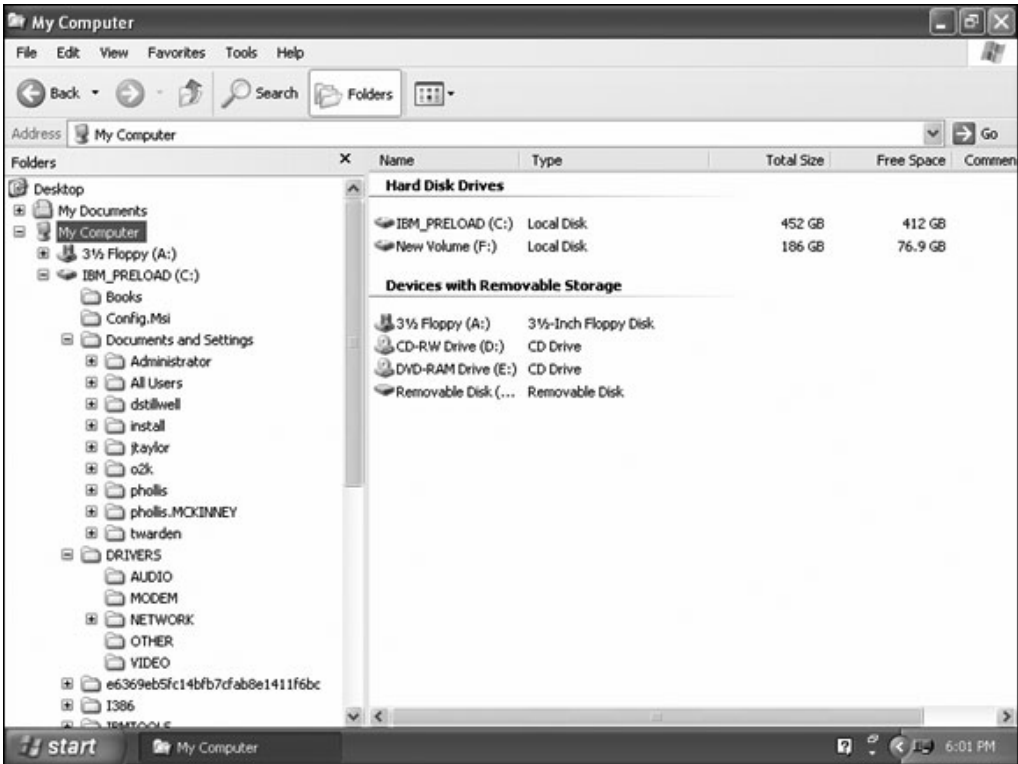 My Computer
File Edit View Favorites Tools Help
Back Search Folders
Address My Computer Go
Folders
Desktop
My Documents
My Computer
3½ Floppy (A:)
IBM_PRELOAD (C:)
Books
Config.Msi
Documents and Settings
Administrator
All Users
dstillwell
install
jtaylor
o2k
phollis
phollis.MCKINNEY
twarden
DRIVERS
AUDIO
MODEM
NETWORK
OTHER
VIDEO
e6369eb5fc14bfb7cfab8e1411f6bc
I386
IBMTOOLS
Name Type Total Size Free Space Commen
Hard Disk Drives
IBM_PRELOAD (C:) Local Disk 452 GB 412 GB
New Volume (F:) Local Disk 186 GB 76.9 GB
Devices with Removable Storage
3½ Floppy (A:) 3½-Inch Floppy Disk
CD-RW Drive (D:) CD Drive
DVD-RAM Drive (E:) CD Drive
Removable Disk (... Removable Disk
start My Computer 6:01 PM